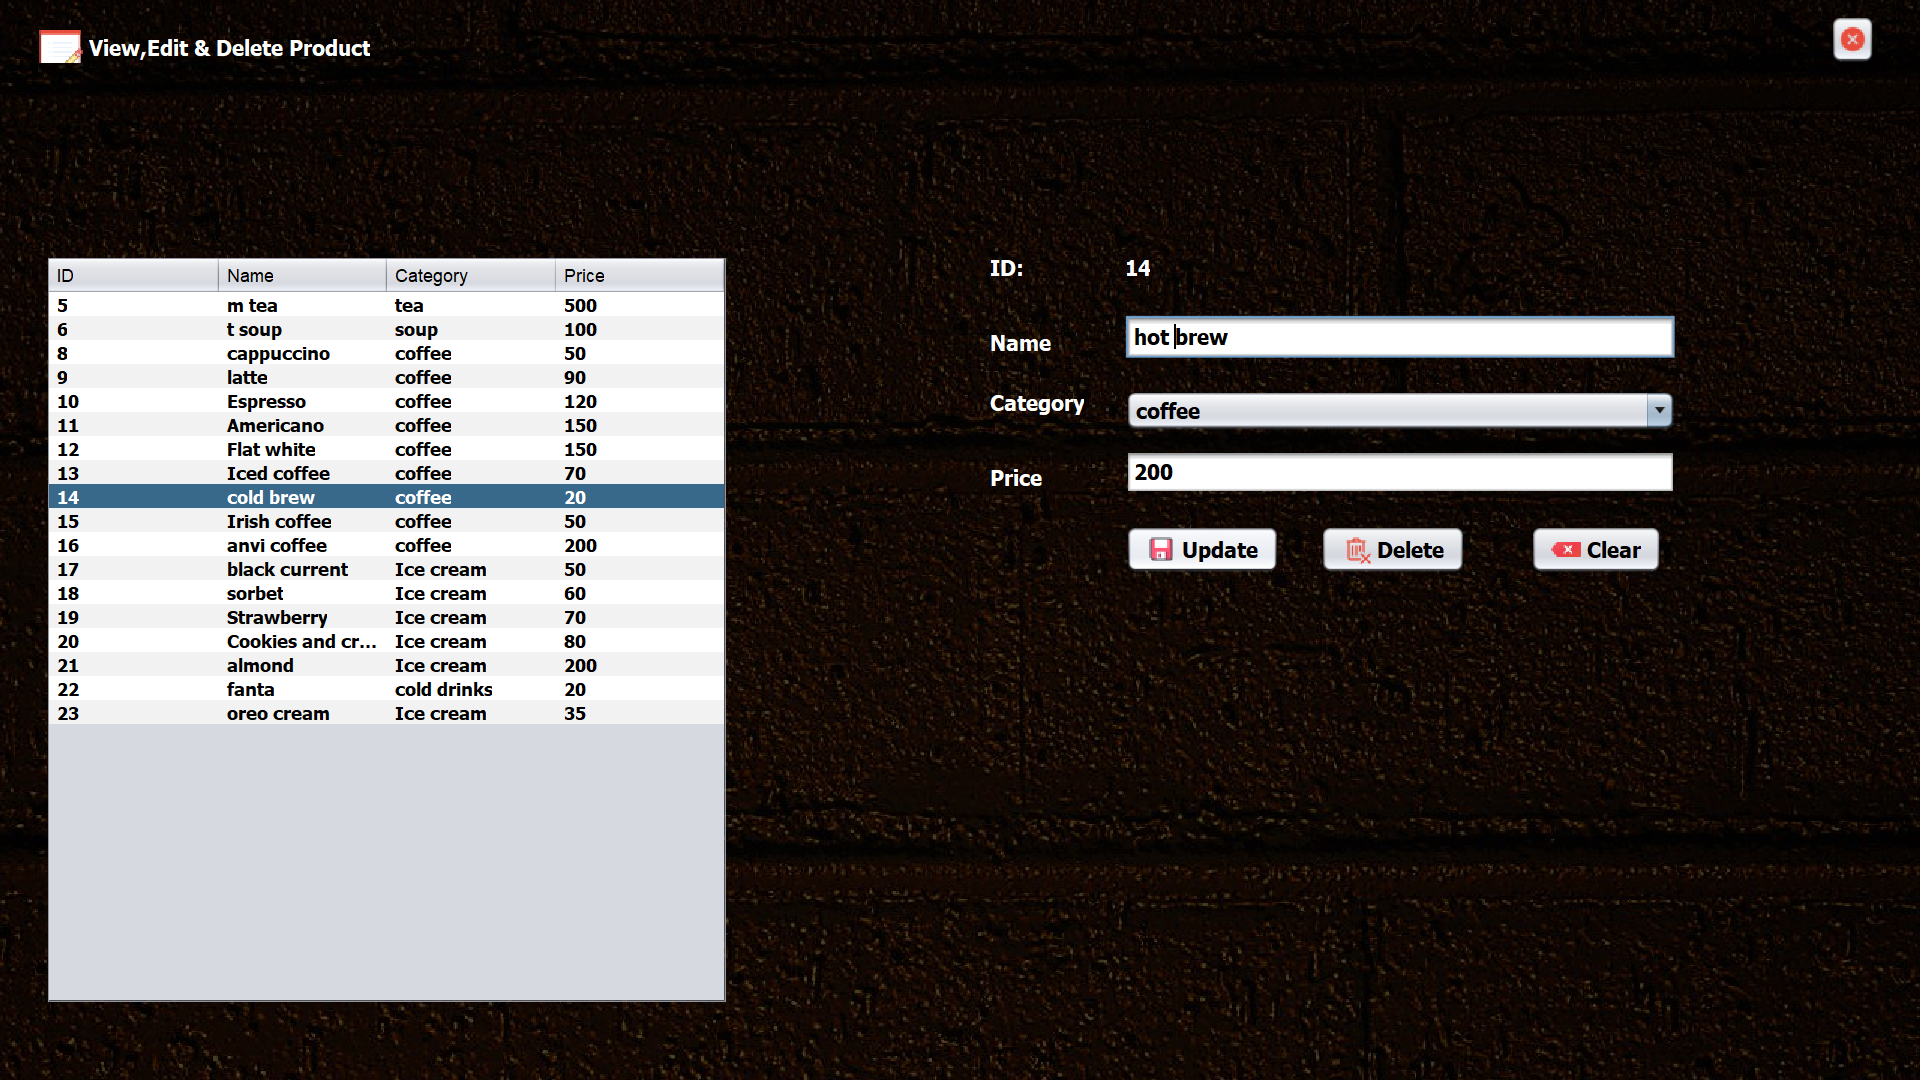 View,Edit & Delete Product
ID Name Category Price
5 m tea tea 500
6 t soup soup 100
8 cappuccino coffee 50
9 latte coffee 90
10 Espresso coffee 120
11 Americano coffee 150
12 Flat white coffee 150
13 Iced coffee coffee 70
14 cold brew coffee 20
15 Irish coffee coffee 50
16 anvi coffee coffee 200
17 black current Ice cream 50
18 sorbet Ice cream 60
19 Strawberry Ice cream 70
20 Cookies and cr... Ice cream 80
21 almond Ice cream 200
22 fanta cold drinks 20
23 oreo cream Ice cream 35
ID: 14
Name hot brew
Category coffee
Price 200
Update Delete Clear